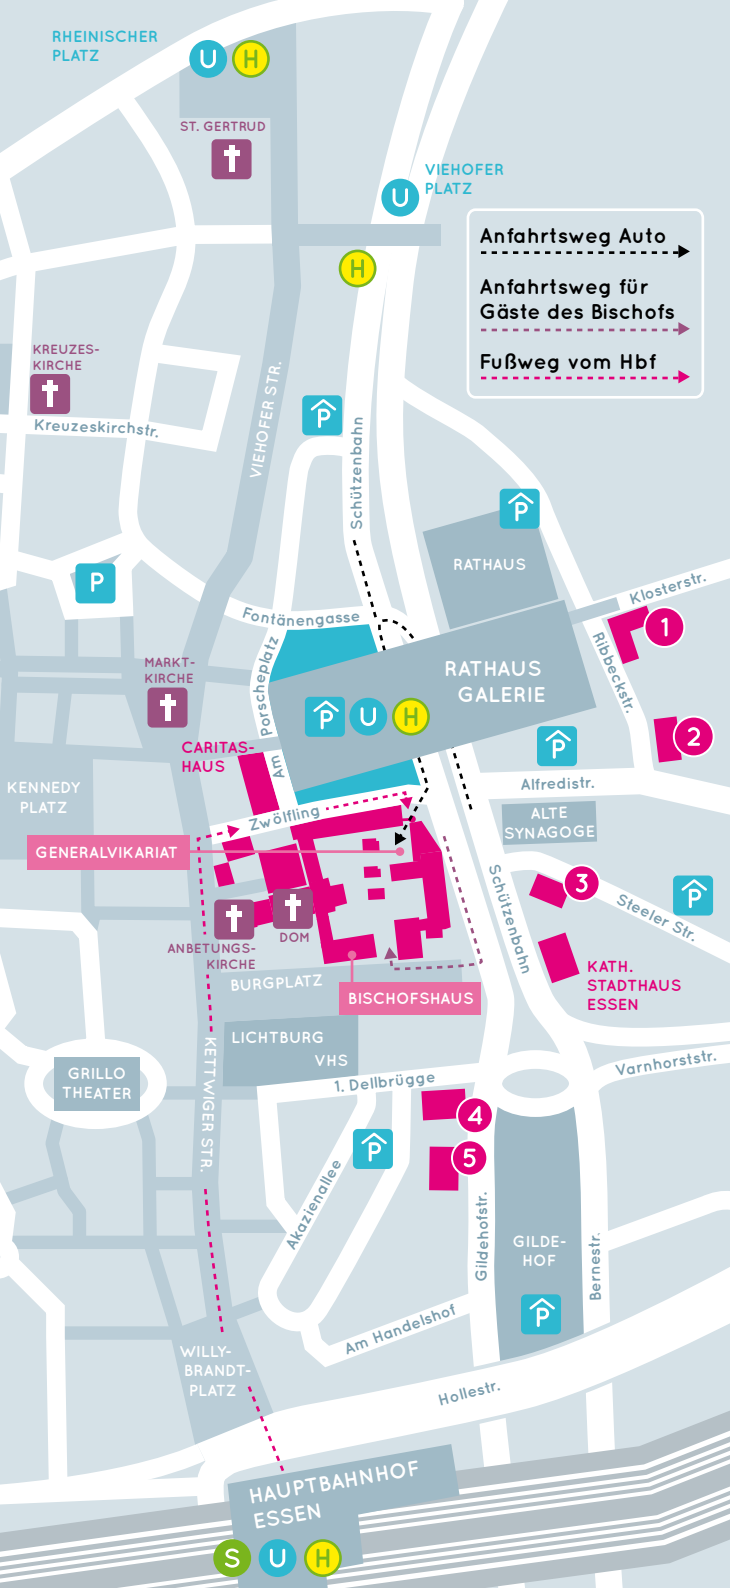 RHEINISCHER
PLATZ
U
H
ST. GERTRUD
VIEHOFER
PLATZ
U
Anfahrtsweg Auto
Anfahrtsweg für
Gäste des Bischofs
Fußweg vom Hbf
H
KREUZES-
KIRCHE
Kreuzeskirchstr.
VIEHOFER STR.
P
Schützenbahn
P
RATHAUS
P
Klosterstr.
1
Fontänengasse
Ribbeckstr.
Am Porscheplatz
MARKT-
KIRCHE
RATHAUS
GALERIE
P
U
H
2
CARITAS-
HAUS
P
Alfredistr.
KENNEDY
PLATZ
Zwölfling
ALTE
SYNAGOGE
GENERALVIKARIAT
Schützenbahn
3
P
Steeler Str.
DOM
ANBETUNGS-
KIRCHE
KATH.
STADTHAUS
ESSEN
BURGPLATZ
BISCHOFSHAUS
LICHTBURG
VHS
KETTWIGER STR.
GRILLO
THEATER
1. Dellbrügge
Varnhorststr.
4
P
5
Akazienallee
Gildehofstr.
GILDE-
HOF
Bernestr.
P
Am Handelshof
WILLY-
BRANDT-
PLATZ
Hollestr.
HAUPTBAHNHOF
ESSEN
S
U
H